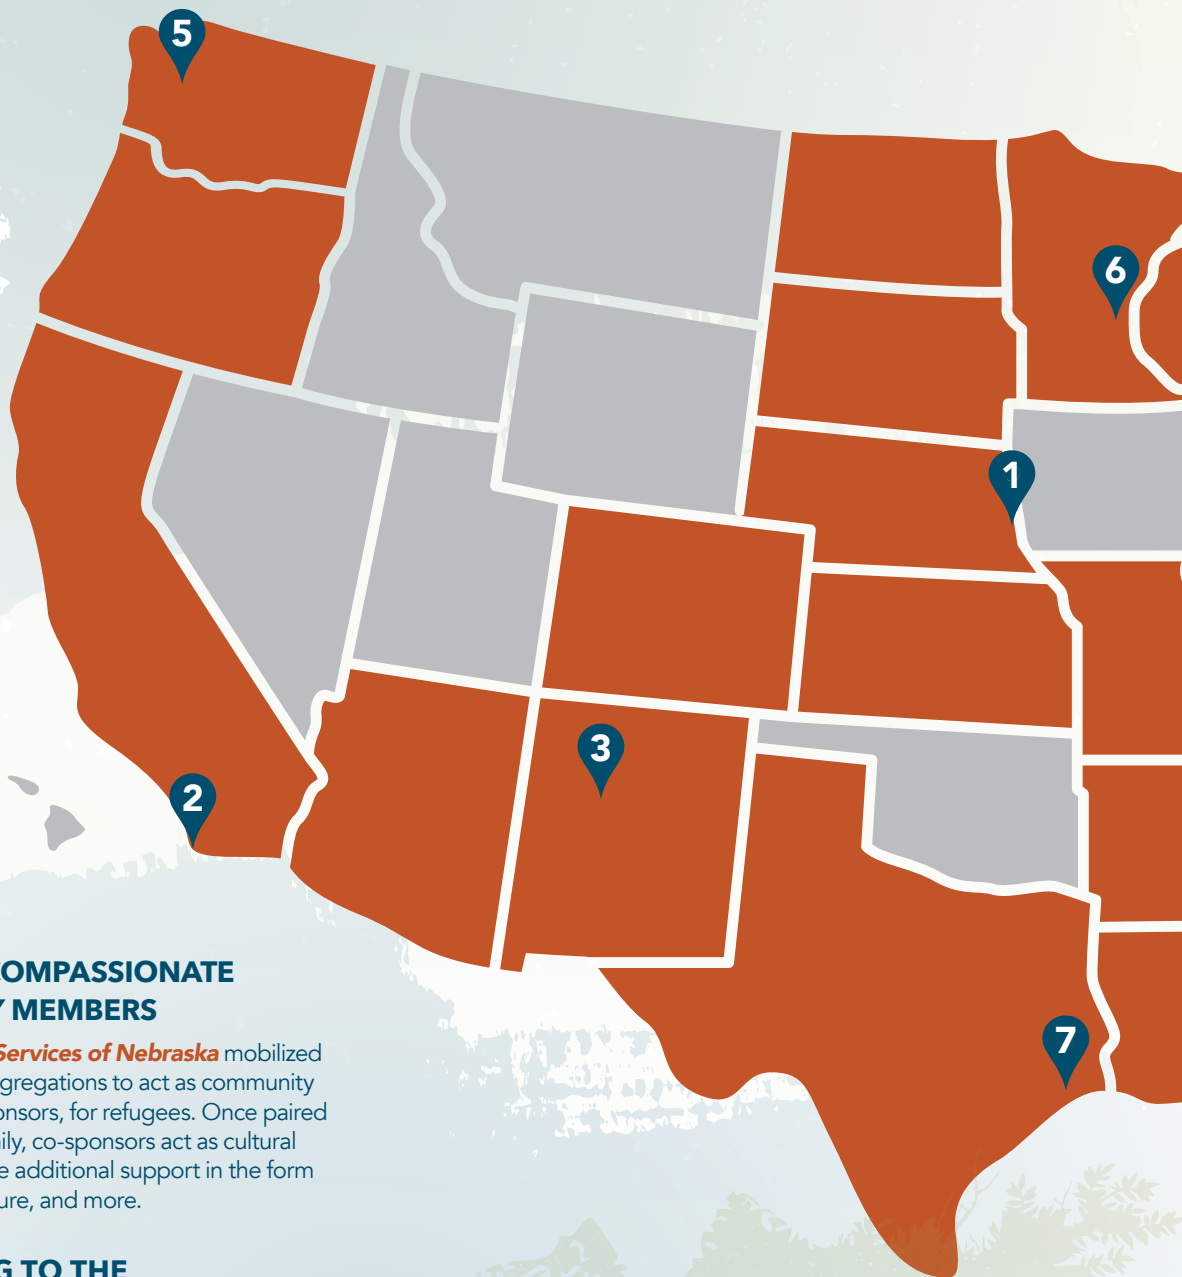 5
6
1
3
2
7
COMPASSIONATE
MEMBERS
Services of Nebraska mobilized
gregations to act as community
onsors, for refugees. Once paired
ily, co-sponsors act as cultural
e additional support in the form
ure, and more.
G TO THE